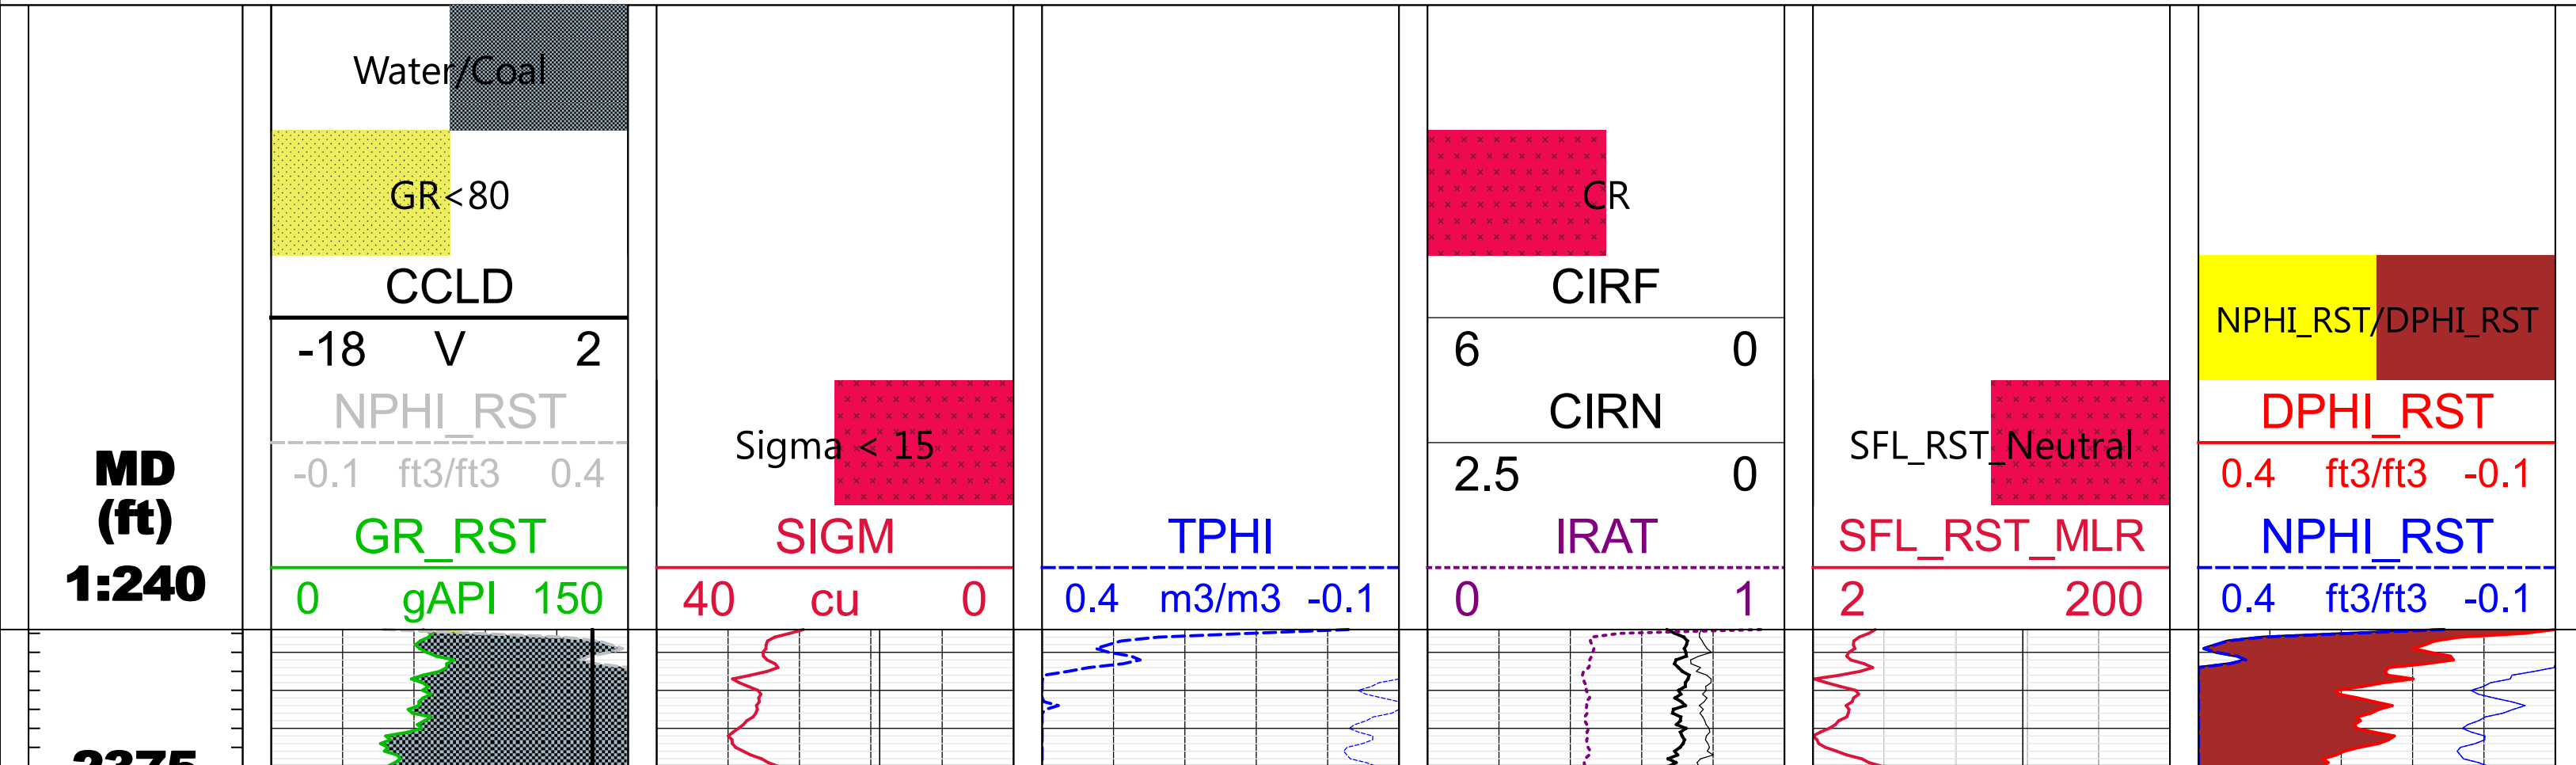 MD
(ft)
1:240
2375
Water/Coal
GR<80
CCLD
-18 V 2
NPHI_RST
-0.1 ft3/ft3 0.4
GR_RST
0 gAPI 150
Sigma < 15
SIGM
40 cu 0
TPHI
0.4 m3/m3 -0.1
CR
CIRF
6 0
CIRN
2.5 0
IRAT
0 1
SFL_RST_Neutral
SFL_RST_MLR
2 200
NPHI_RST/DPHI_RST
DPHI_RST
0.4 ft3/ft3 -0.1
NPHI_RST
0.4 ft3/ft3 -0.1